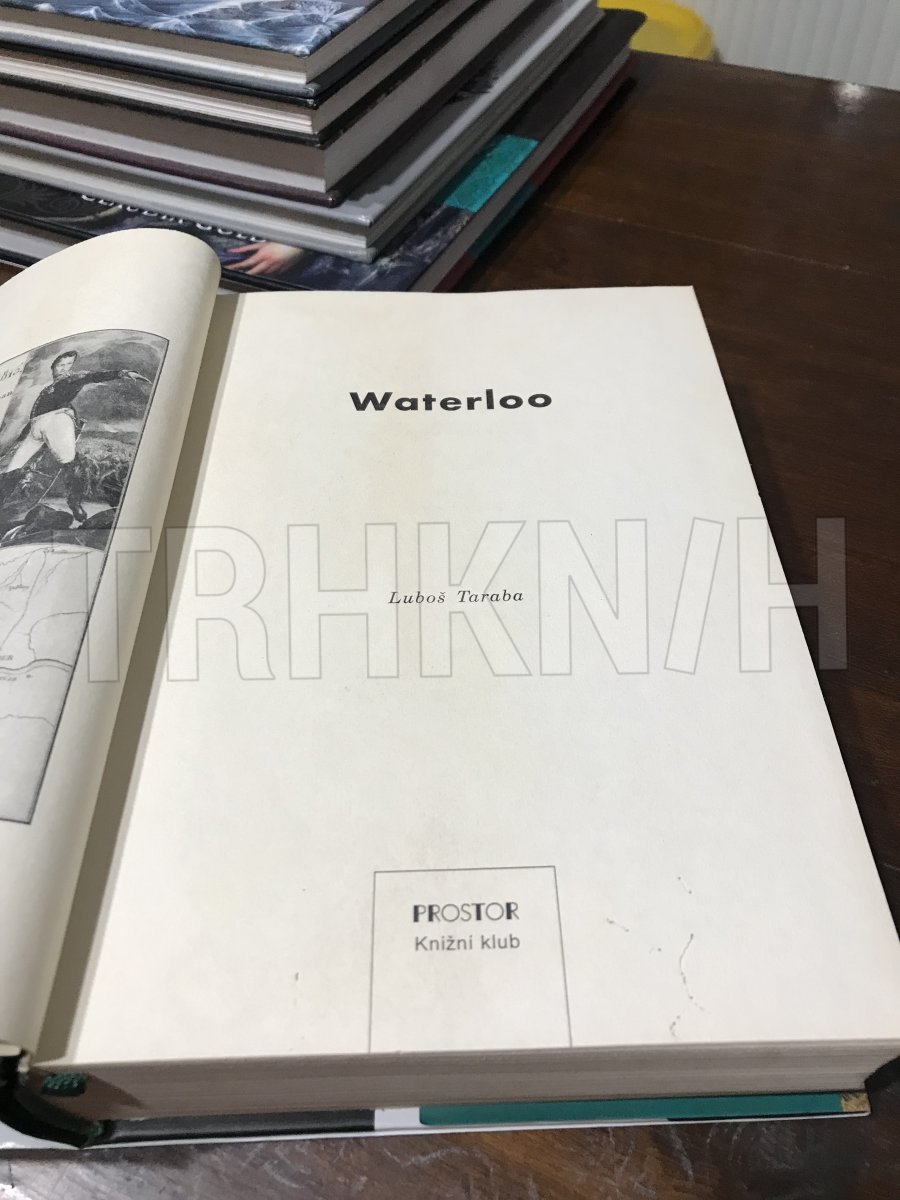 Waterloo
Luboš Taraba
PROSTOR
Knižní klub
TRHKNIH